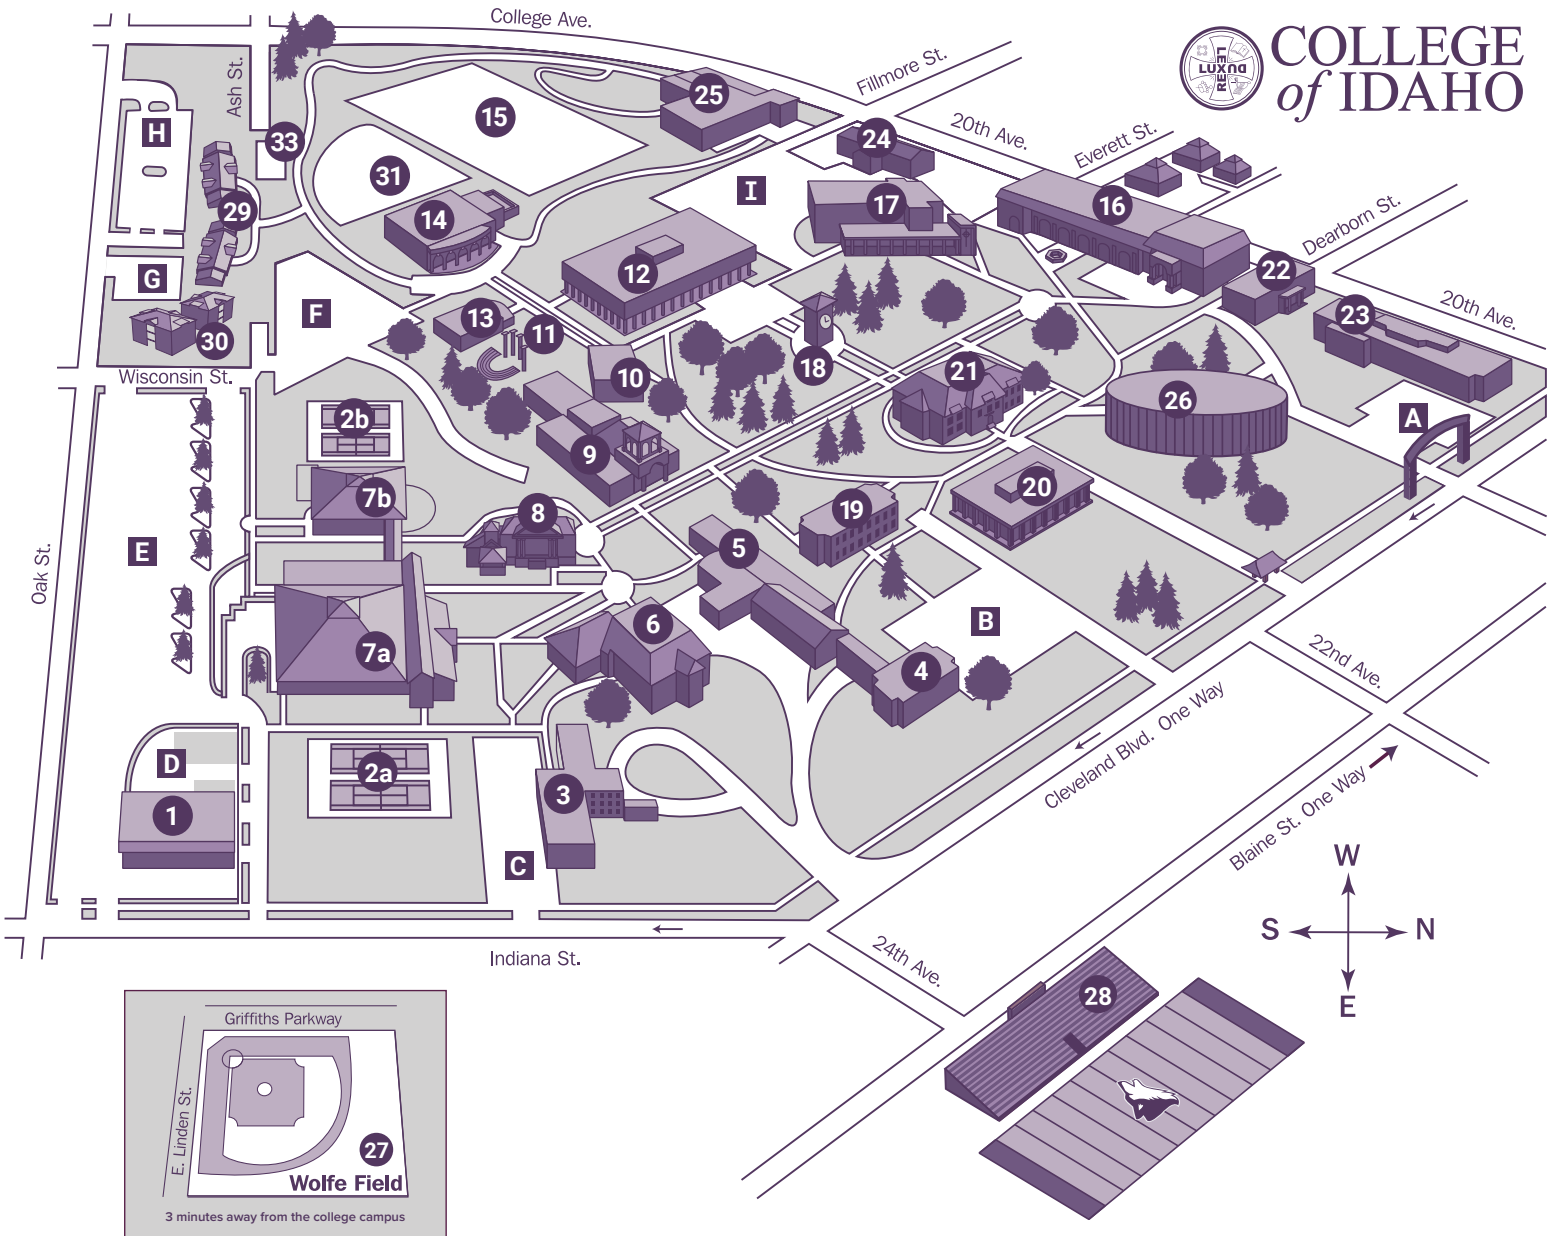 College Ave.
COLLEGE
of IDAHO
LUX DUX
LEREX
Fillmore St.
Ash St.
25
15
H
33
24
20th Ave.
Everett St.
31
I
29
14
17
16
Dearborn St.
G
12
22
F
13
11
23
20th Ave.
30
18
10
21
Wisconsin St.
26
2b
A
9
7b
20
8
19
E
5
Oak St.
B
6
7a
4
22nd Ave.
D
2a
3
Cleveland Blvd. One Way
1
Blaine St. One Way
C
W
S
N
E
Indiana St.
24th Ave.
28
Griffiths Parkway
E. Linden St.
27
Wolfe Field
3 minutes away from the college campus